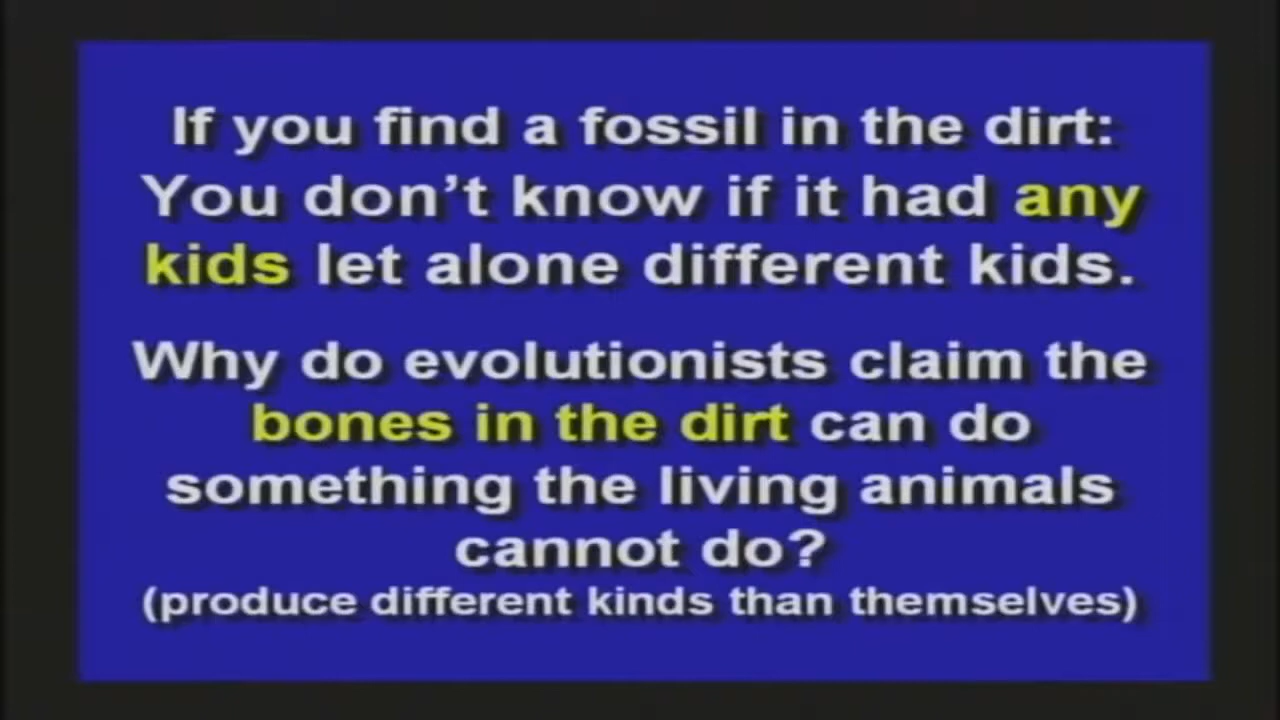 If you find a fossil in the dirt:
You don't know if it had any
kids let alone different kids.
Why do evolutionists claim the
bones in the dirt can do
something the living animals
cannot do?
(produce different kinds than themselves)